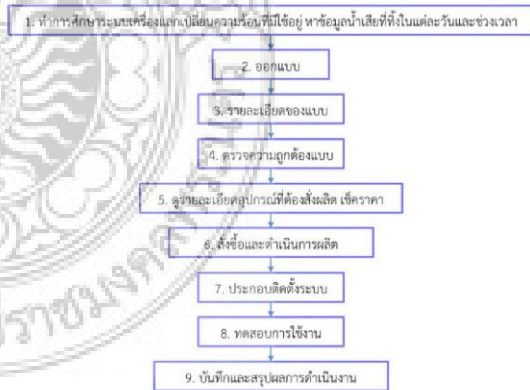 1. ทำการศึกษาระบบเครื่องแลกเปลี่ยนความร้อนที่มีใช้อยู่ หาข้อมูลน้ำเสียที่ทิ้งในแต่ละวันและช่วงเวลา
2. ออกแบบ
3. รายละเอียดของแบบ
4. ตรวจความถูกต้องแบบ
5. ดูรายละเอียดอุปกรณ์ที่ต้องสั่งผลิต เช็คราคา
6. สั่งซื้อและดำเนินการผลิต
7. ประกอบติดตั้งระบบ
8. ทดสอบการใช้งาน
9. บันทึกและสรุปผลการดำเนินงาน